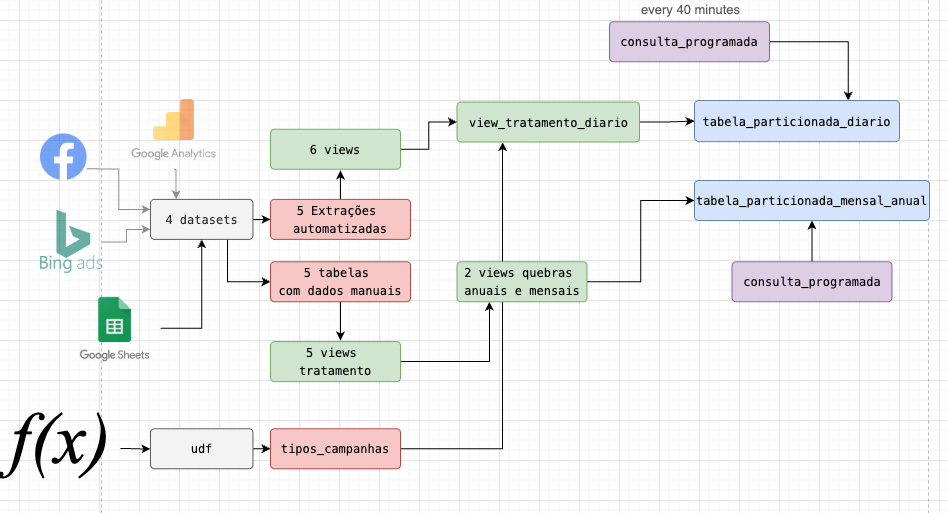 every 40 minutes
consulta_programada
view_tratamento_diario
tabela_particionada_diario
Google Analytics
6 views
4 datasets
5 Extrações
automatizadas
tabela_particionada_mensal_anual
Bing ads
5 tabelas
com dados manuais
2 views quebras
anuais e mensais
consulta_programada
Google Sheets
5 views
tratamento
f(x)
udf
tipos_campanhas